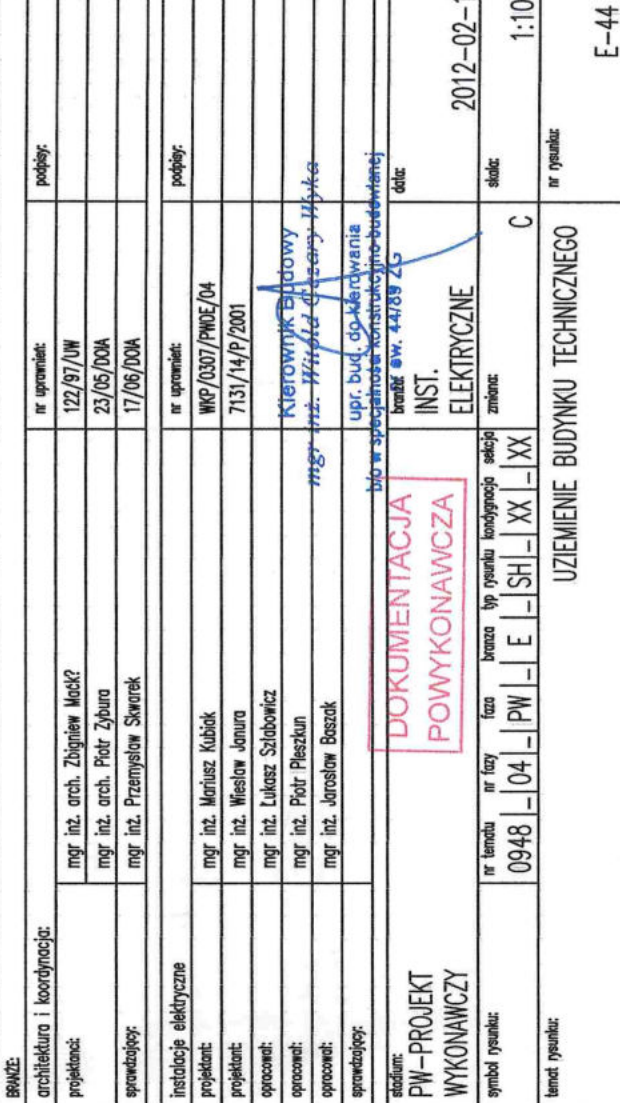 BRANŻE:
architektura i koordynacja: nr uprawnień: podpisy:
projektanci: mgr inż. arch. Zbigniew Mack? 122/97/UW
mgr inż. arch. Piotr Zybura 23/05/DOIA
sprawdzający: mgr inż. Przemysław Skwarek 17/06/DOIA
instalacje elektryczne nr uprawnień: podpisy:
projektant: mgr inż. Mariusz Kubiak WKP/0307/PWOE/04
projektant: mgr inż. Wiesław Janura 7131/14/P/2001
opracował: mgr inż. Łukasz Szłabowicz
opracował: mgr inż. Piotr Pleszkun
opracował: mgr inż. Jarosław Baszak
sprawdzający:
Kierownik Budowy
mgr inż. Witold Cezary Wyka
upr. bud. do kierowania
b/o w specjalności konstrukcyjno-budowlanej
nr ew. 44/89 ZG
DOKUMENTACJA
POWYKONAWCZA
stadium: branża: data:
PW-PROJEKT INST. 2012-02-1
WYKONAWCZY ELEKTRYCZNE
symbol rysunku: nr tematu nr fazy faza branza typ rysunku kondygnacja sekcja zmiana: skala:
0948 _ 04 _ PW _ E _ SH _ XX _ XX C 1:10
temat rysunku: nr rysunku:
UZIEMIENIE BUDYNKU TECHNICZNEGO
E-44